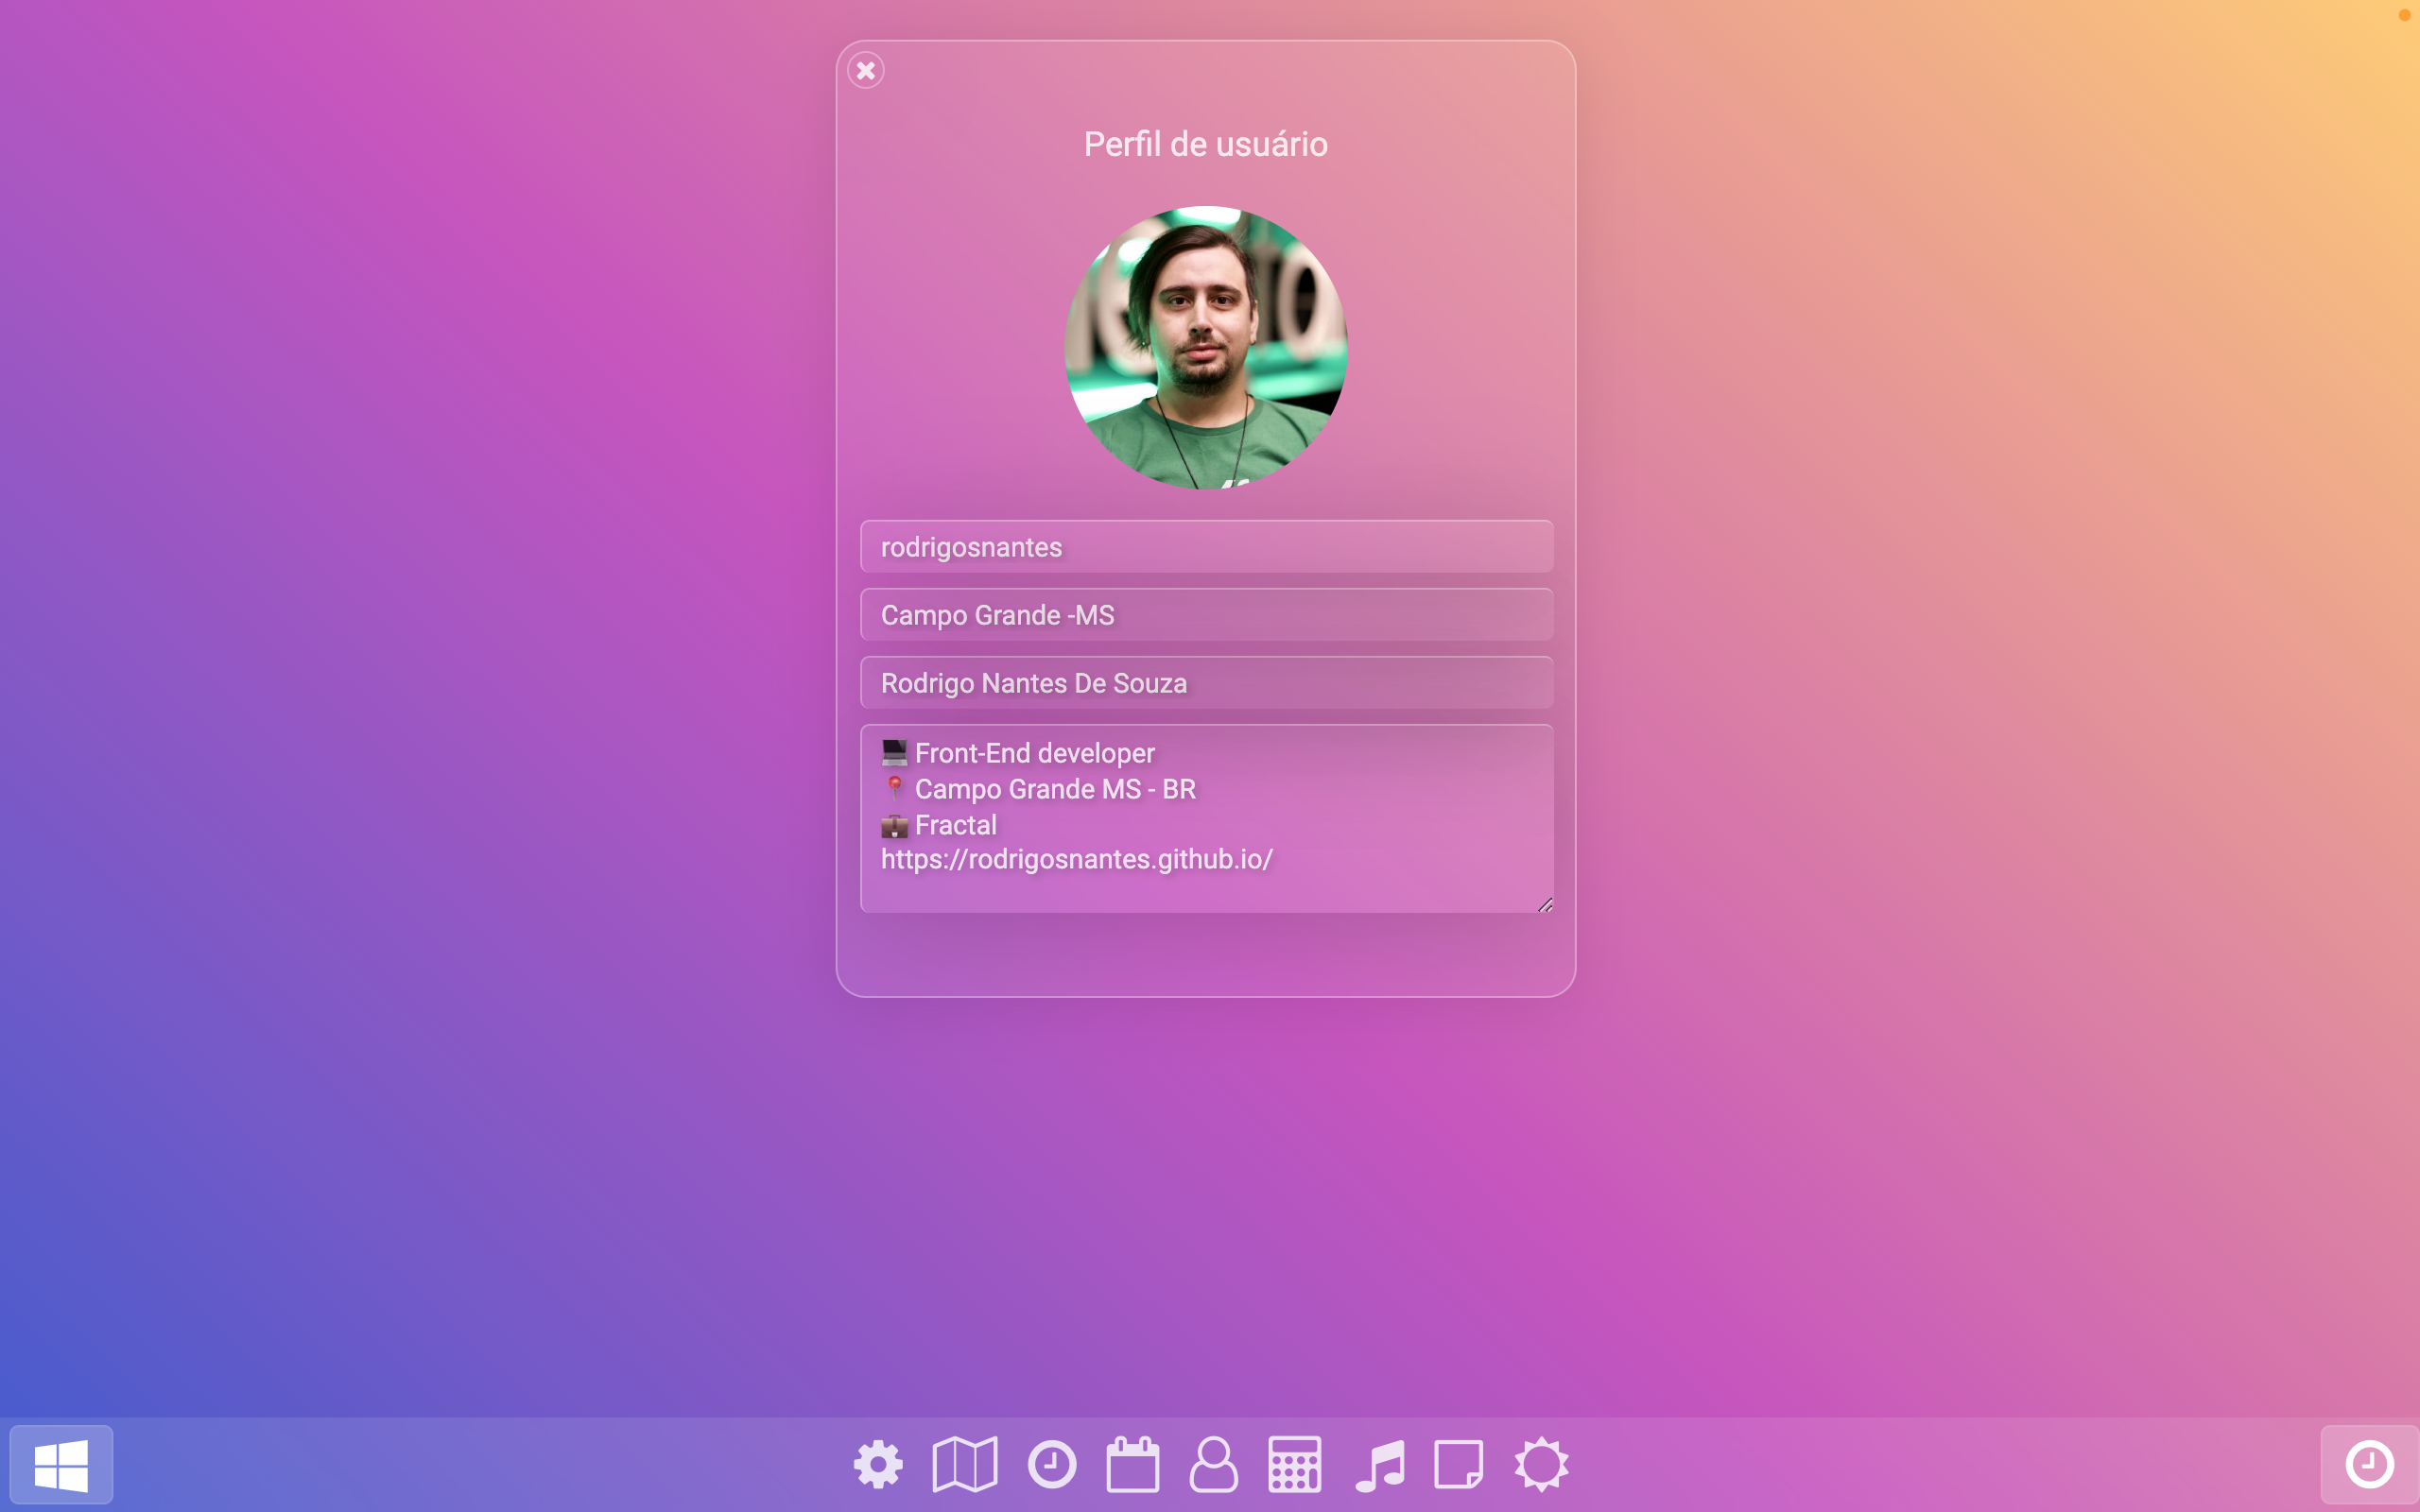 Perfil de usuário
rodrigosnantes
Campo Grande -MS
Rodrigo Nantes De Souza
💻 Front-End developer
📍 Campo Grande MS - BR
💼 Fractal
https://rodrigosnantes.github.io/